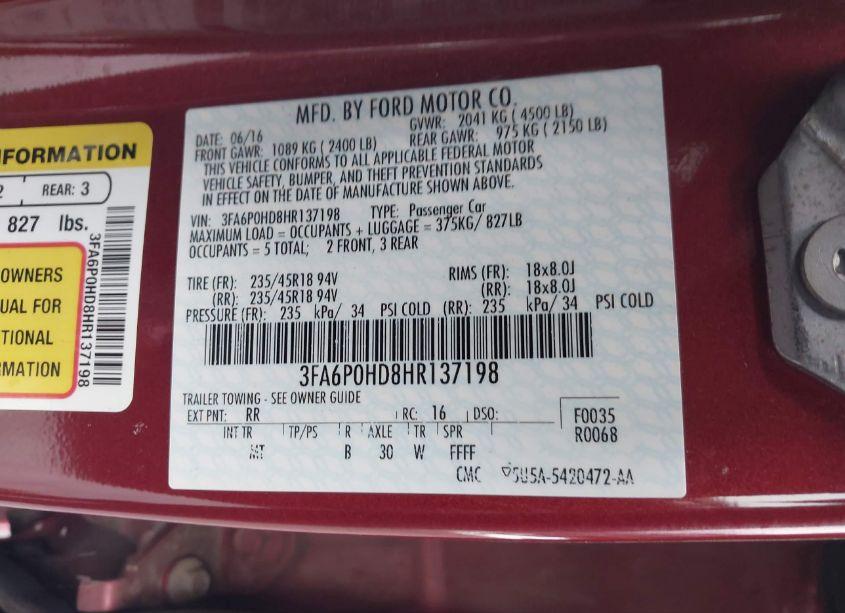 INFORMATION
2 REAR: 3
827 lbs.
OWNERS
UAL FOR
TIONAL
RMATION
3FA6P0HD8HR137198
MFD. BY FORD MOTOR CO.
DATE: 06/16 GVWR: 2041 KG ( 4500 LB)
FRONT GAWR: 1089 KG ( 2400 LB) REAR GAWR: 975 KG ( 2150 LB)
THIS VEHICLE CONFORMS TO ALL APPLICABLE FEDERAL MOTOR
VEHICLE SAFETY, BUMPER, AND THEFT PREVENTION STANDARDS
IN EFFECT ON THE DATE OF MANUFACTURE SHOWN ABOVE.
VIN: 3FA6P0HD8HR137198 TYPE: Passenger Car
MAXIMUM LOAD = OCCUPANTS + LUGGAGE = 375KG/ 827LB
OCCUPANTS = 5 TOTAL; 2 FRONT, 3 REAR
TIRE (FR): 235/45R18 94V RIMS (FR): 18x8.0J
(RR): 235/45R18 94V (RR): 18x8.0J
PRESSURE (FR): 235 kPa/ 34 PSI COLD (RR): 235 kPa/ 34 PSI COLD
3FA6P0HD8HR137198
TRAILER TOWING - SEE OWNER GUIDE
EXT PNT: RR RC: 16 DSO: F0035
INT TR TP/PS R AXLE TR SPR R0068
MT B 30 W FFFF
CMC 5U5A-5420472-AA